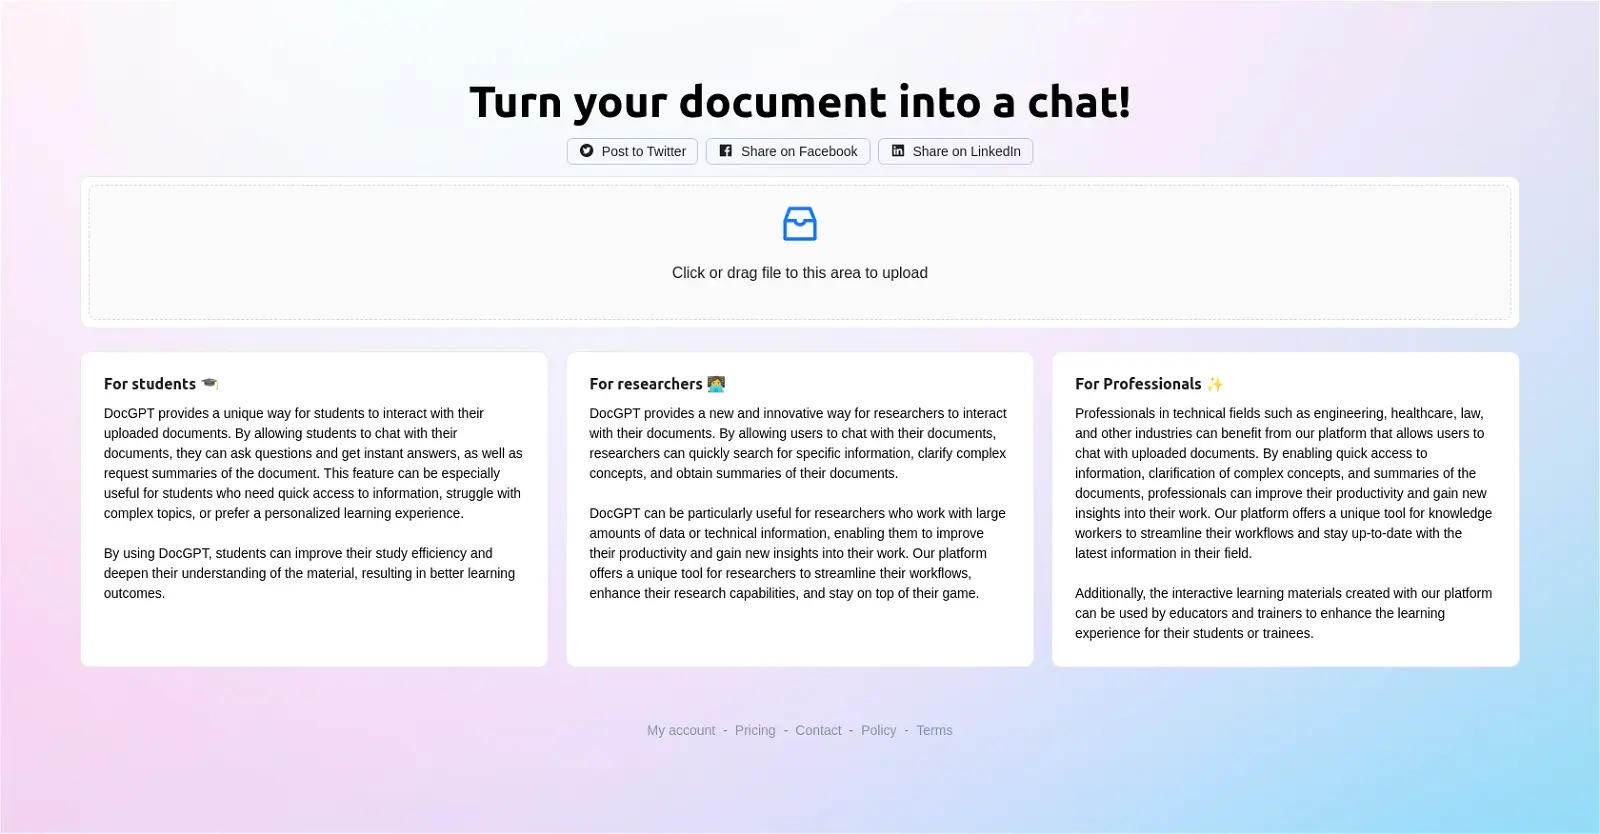 Turn your document into a chat!
Post to Twitter
Share on Facebook
Share on LinkedIn
Click or drag file to this area to upload
For students 🎓
DocGPT provides a unique way for students to interact with their
uploaded documents. By allowing students to chat with their
documents, they can ask questions and get instant answers, as well as
request summaries of the document. This feature can be especially
useful for students who need quick access to information, struggle with
complex topics, or prefer a personalized learning experience.
By using DocGPT, students can improve their study efficiency and
deepen their understanding of the material, resulting in better learning
outcomes.
For researchers 👩‍💻
DocGPT provides a new and innovative way for researchers to interact
with their documents. By allowing users to chat with their documents,
researchers can quickly search for specific information, clarify complex
concepts, and obtain summaries of their documents.
DocGPT can be particularly useful for researchers who work with large
amounts of data or technical information, enabling them to improve
their productivity and gain new insights into their work. Our platform
offers a unique tool for researchers to streamline their workflows,
enhance their research capabilities, and stay on top of their game.
For Professionals ✨
Professionals in technical fields such as engineering, healthcare, law,
and other industries can benefit from our platform that allows users to
chat with uploaded documents. By enabling quick access to
information, clarification of complex concepts, and summaries of the
documents, professionals can improve their productivity and gain new
insights into their work. Our platform offers a unique tool for knowledge
workers to streamline their workflows and stay up-to-date with the
latest information in their field.
Additionally, the interactive learning materials created with our platform
can be used by educators and trainers to enhance the learning
experience for their students or trainees.
My account - Pricing - Contact - Policy - Terms